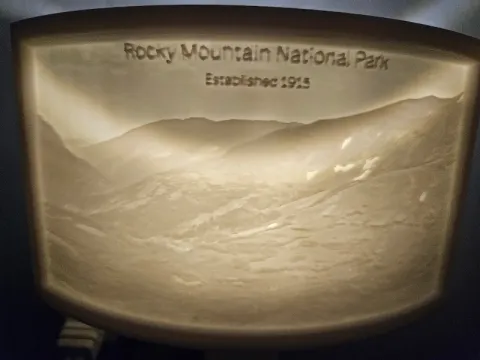 Rocky Mountain National Park
Established 1915